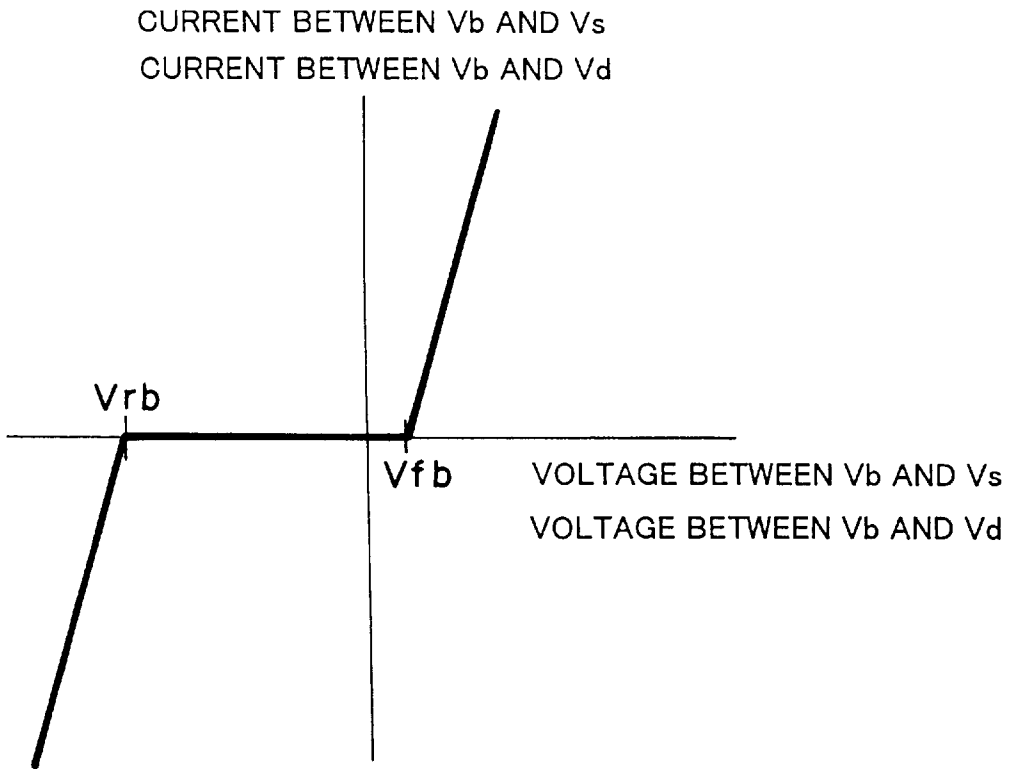 CURRENT BETWEEN Vb AND Vs
CURRENT BETWEEN Vb AND Vd
Vrb
Vfb
VOLTAGE BETWEEN Vb AND Vs
VOLTAGE BETWEEN Vb AND Vd